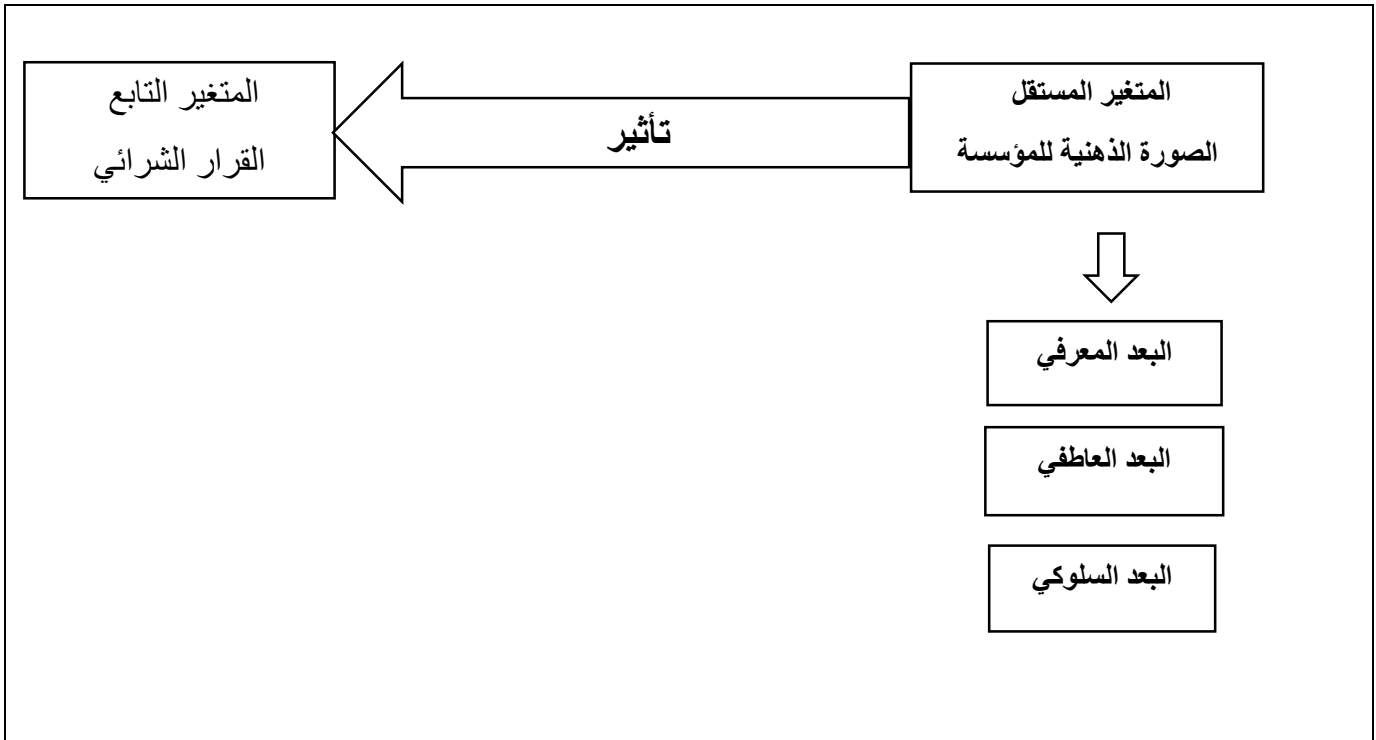 المتغير المستقل
الصورة الذهنية للمؤسسة
تأثير
المتغير التابع
القرار الشرائي
البعد المعرفي
البعد العاطفي
البعد السلوكي